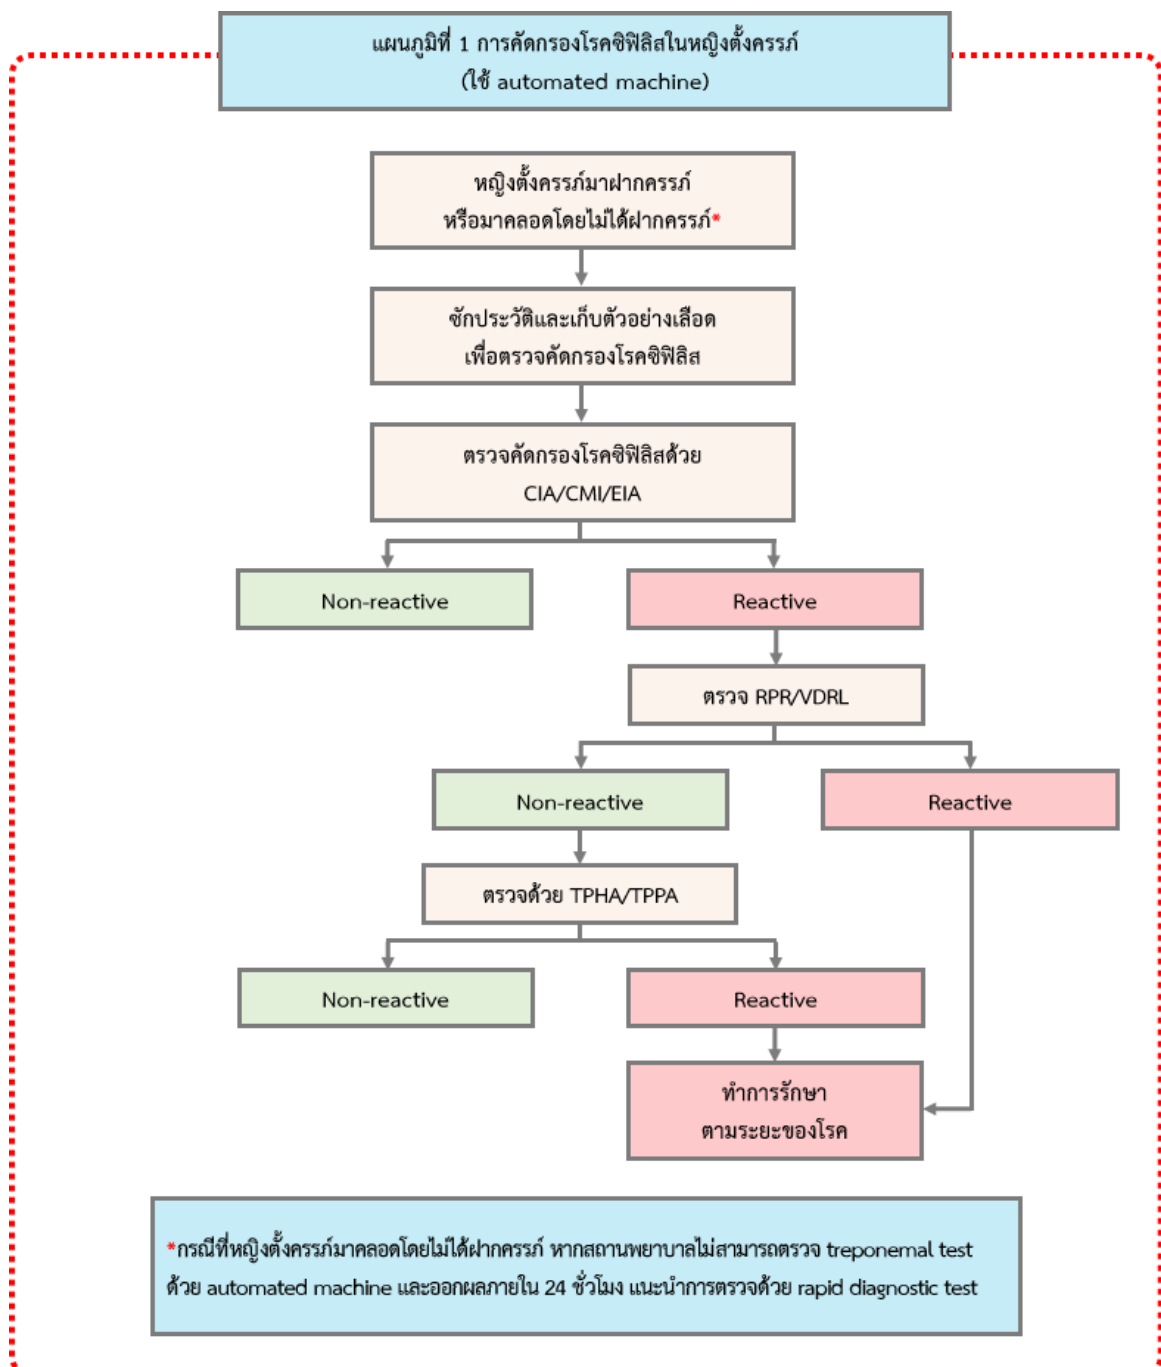 แผนภูมิที่ 1 การคัดกรองโรคซิฟิลิสในหญิงตั้งครรภ์
(ใช้ automated machine)
หญิงตั้งครรภ์มาฝากครรภ์
หรือมาคลอดโดยไม่ได้ฝากครรภ์*
ซักประวัติและเก็บตัวอย่างเลือด
เพื่อตรวจคัดกรองโรคซิฟิลิส
ตรวจคัดกรองโรคซิฟิลิสด้วย
CIA/CMI/EIA
Non-reactive
Reactive
ตรวจ RPR/VDRL
Non-reactive
Reactive
ตรวจด้วย TPHA/TPPA
Non-reactive
Reactive
ทำการรักษา
ตามระยะของโรค
*กรณีที่หญิงตั้งครรภ์มาคลอดโดยไม่ได้ฝากครรภ์ หากสถานพยาบาลไม่สามารถตรวจ treponemal test
ด้วย automated machine และออกผลภายใน 24 ชั่วโมง แนะนำการตรวจด้วย rapid diagnostic test